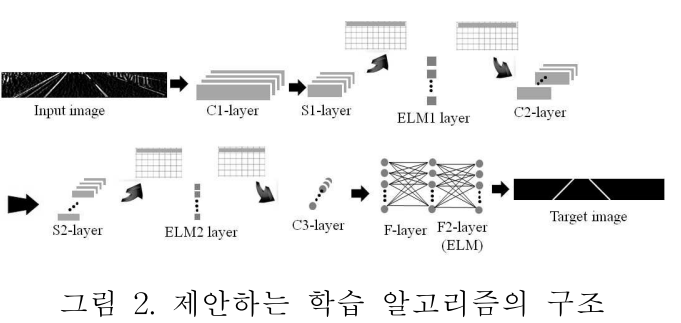 Input image
C1-layer
S1-layer
ELM1 layer
C2-layer
S2-layer
ELM2 layer
C3-layer
F-layer
F2-layer
(ELM)
Target image
그림 2. 제안하는 학습 알고리즘의 구조